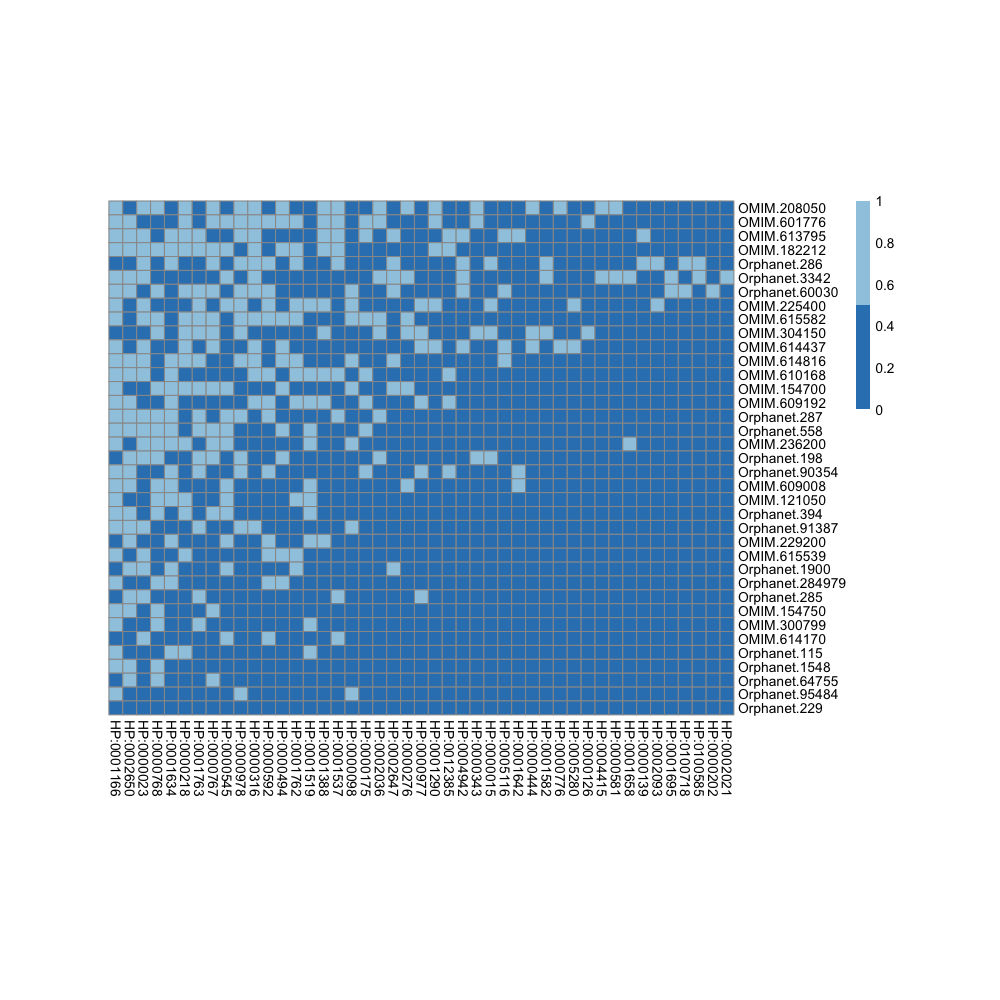 1
0.8
0.6
0.4
0.2
0
OMIM.208050
OMIM.601776
OMIM.613795
OMIM.182212
Orphanet.286
Orphanet.3342
Orphanet.60030
OMIM.225400
OMIM.615582
OMIM.304150
OMIM.614437
OMIM.614816
OMIM.610168
OMIM.154700
OMIM.609192
Orphanet.287
Orphanet.558
OMIM.236200
Orphanet.198
Orphanet.90354
OMIM.609008
OMIM.121050
Orphanet.394
Orphanet.91387
OMIM.229200
OMIM.615539
Orphanet.1900
Orphanet.284979
Orphanet.285
OMIM.154750
OMIM.300799
OMIM.614170
Orphanet.115
Orphanet.1548
Orphanet.64755
Orphanet.95484
Orphanet.229
HP:0001166
HP:0002650
HP:0000023
HP:0000768
HP:0001634
HP:0000218
HP:0001763
HP:0000767
HP:0000545
HP:0000978
HP:0000316
HP:0000592
HP:0000494
HP:0001762
HP:0001519
HP:0001388
HP:0001537
HP:0000098
HP:0000175
HP:0002036
HP:0002647
HP:0000276
HP:0000977
HP:0001290
HP:0012385
HP:0004942
HP:0000343
HP:0000015
HP:0005116
HP:0001642
HP:0000444
HP:0001582
HP:0000776
HP:0005280
HP:0000126
HP:0004415
HP:0000581
HP:0001658
HP:0000139
HP:0002093
HP:0001695
HP:0100718
HP:0100585
HP:0000202
HP:0002021